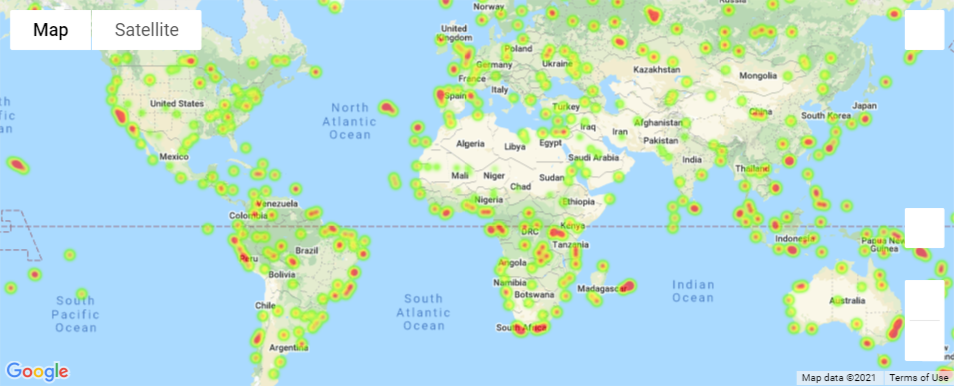 Map
Satellite
Norway
United
Kingdom
Poland
Germany
Ukraine
France
Kazakhstan
Mongolia
Spain
Italy
United States
North
Atlantic
Ocean
Turkey
China
Japan
South Korea
Afghanistan
Iraq
Iran
Pakistan
Algeria
Libya
Egypt
Mexico
Saudi Arabia
India
Mali
Niger
Sudan
Chad
Thailand
Nigeria
Ethiopia
Venezuela
Colombia
DRC
Kenya
Indonesia
Papua New
Guinea
Tanzania
Brazil
Peru
Angola
Bolivia
Namibia
Botswana
Madagascar
Indian
Ocean
South
Pacific
Ocean
South
Atlantic
Ocean
Australia
Chile
South Africa
Argentina
Google
Map data ©2021
Terms of Use